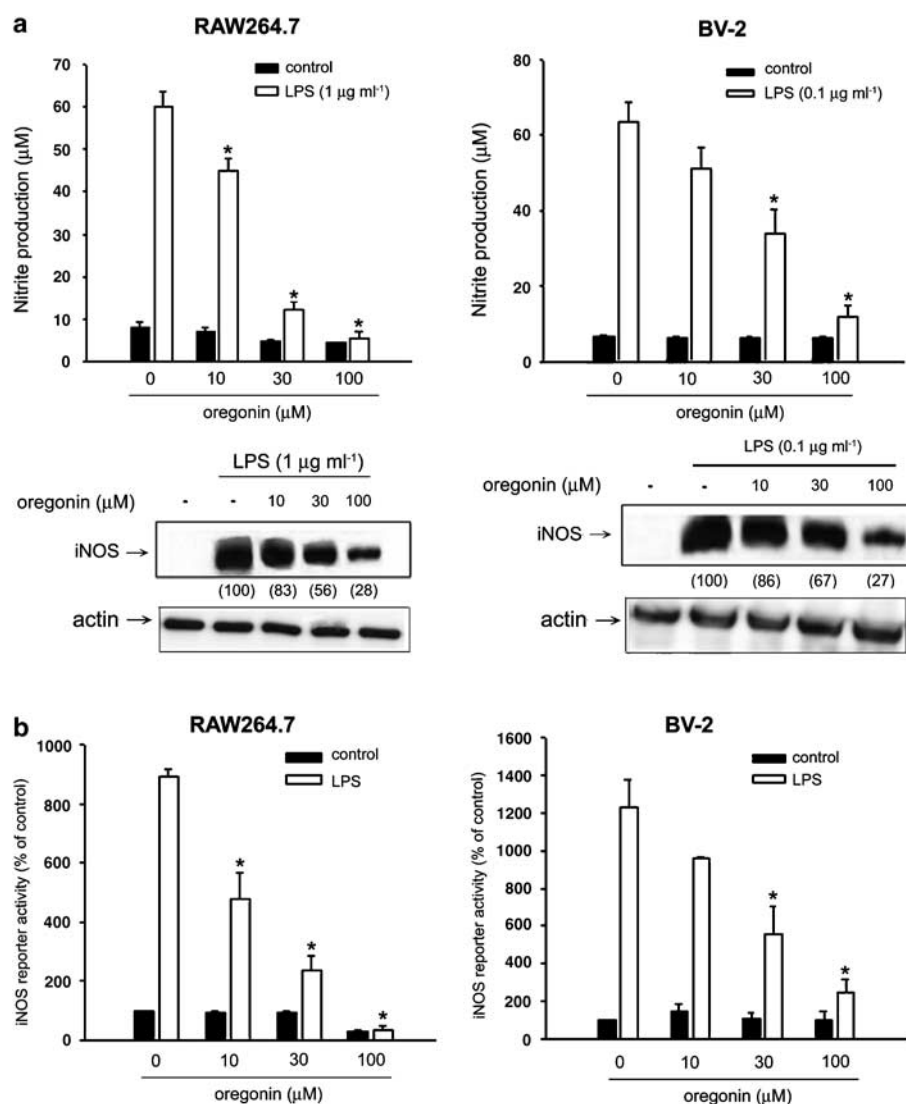 a
RAW264.7
control
LPS (1 µg ml-1)
Nitrite production (µM)
70
60
50
40
30
20
10
0
*
*
*
0 10 30 100
oregonin (µM)
BV-2
control
LPS (0.1 µg ml-1)
Nitrite production (µM)
80
60
40
20
0
*
*
0 10 30 100
oregonin (µM)
LPS (1 µg ml-1)
oregonin (µM) - - 10 30 100
iNOS →
(100) (83) (56) (28)
actin →
LPS (0.1 µg ml-1)
oregonin (µM) - - 10 30 100
iNOS →
(100) (86) (67) (27)
actin →
b
RAW264.7
control
LPS
iNOS reporter activity (% of control)
1000
800
600
400
200
0
*
*
*
0 10 30 100
oregonin (µM)
BV-2
control
LPS
iNOS reporter activity (% of control)
1600
1400
1200
1000
800
600
400
200
0
*
*
0 10 30 100
oregonin (µM)